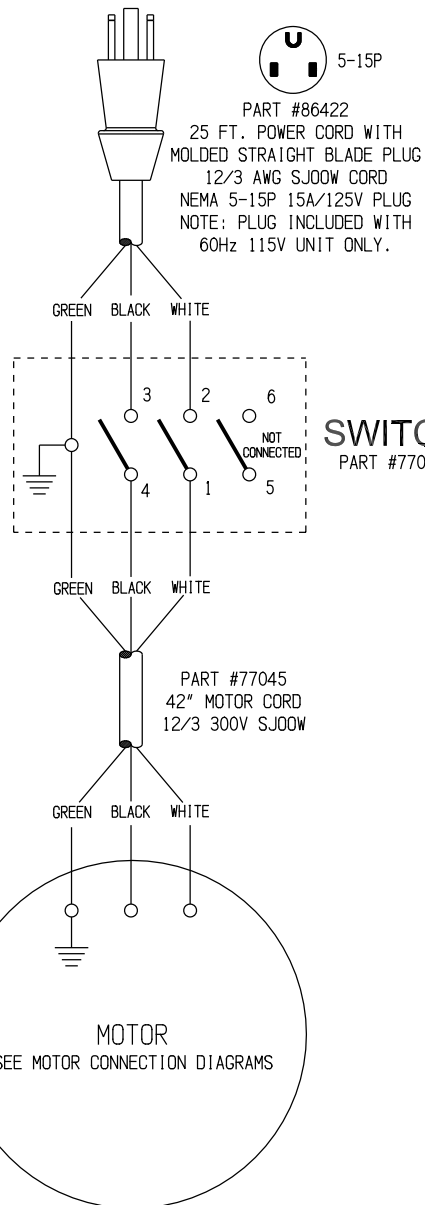 5-15P
PART #86422
25 FT. POWER CORD WITH
MOLDED STRAIGHT BLADE PLUG
12/3 AWG SJOOW CORD
NEMA 5-15P 15A/125V PLUG
NOTE: PLUG INCLUDED WITH
60Hz 115V UNIT ONLY.
GREEN BLACK WHITE
3 2 6
NOT
CONNECTED
4 1 5
PART
GREEN BLACK WHITE
PART #77045
42" MOTOR CORD
12/3 300V SJOOW
GREEN BLACK WHITE
MOTOR
SEE MOTOR CONNECTION DIAGRAMS